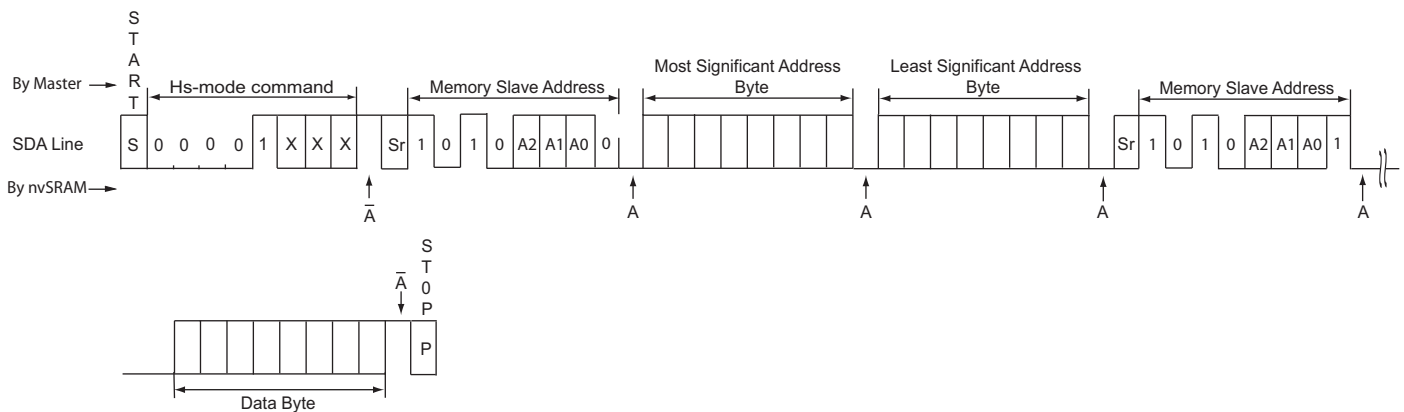 START
By Master
Hs-mode command
Memory Slave Address
Most Significant Address
Byte
Least Significant Address
Byte
Memory Slave Address
SDA Line
S 0 0 0 0 1 X X X Sr 1 0 1 0 A2 A1 A0 0 Sr 1 0 1 0 A2 A1 A0 1
By nvSRAM
A̅ A A A A
ST0P
A̅
P
Data Byte